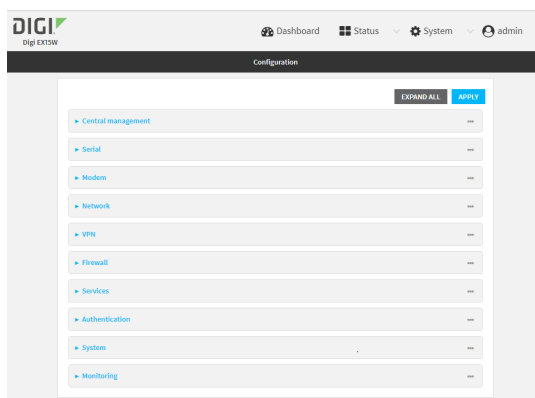 DIGI
Digi EX15W
Dashboard Status System admin
Configuration
EXPAND ALL APPLY
Central management
Serial
Modem
Network
VPN
Firewall
Services
Authentication
System
Monitoring